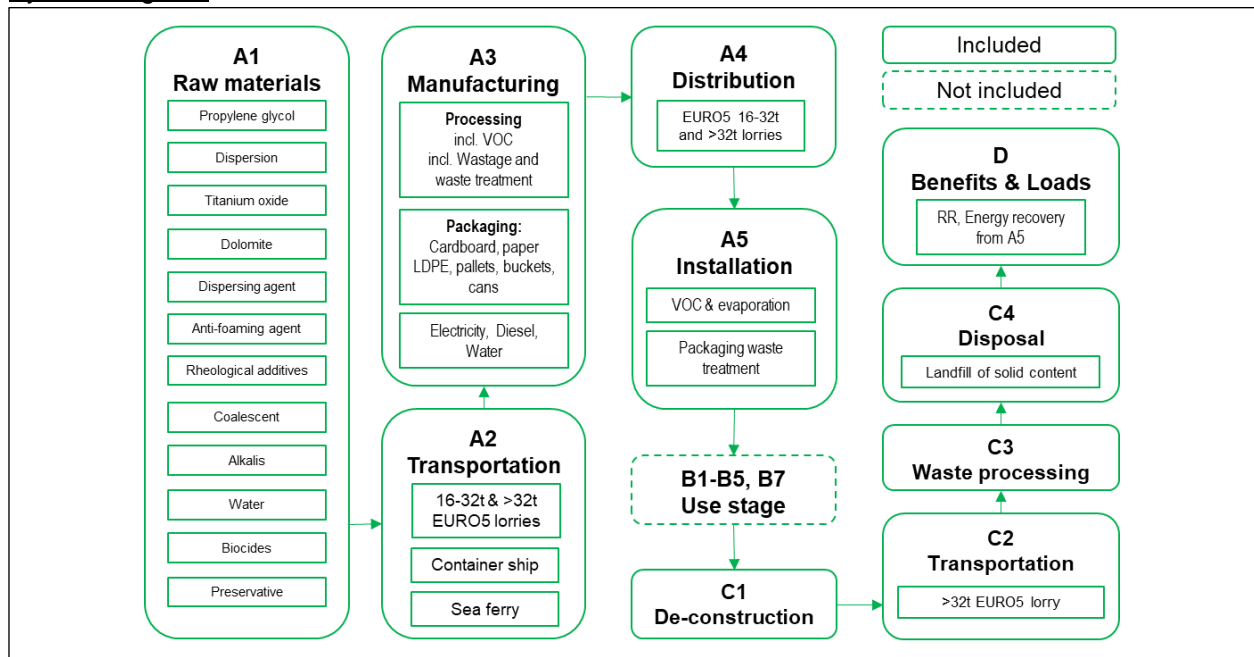 A1
Raw materials
Propylene glycol
Dispersion
Titanium oxide
Dolomite
Dispersing agent
Anti-foaming agent
Rheological additives
Coalescent
Alkalis
Water
Biocides
Preservative
A3
Manufacturing
Processing
incl. VOC
incl. Wastage and
waste treatment
Packaging:
Cardboard, paper
LDPE, pallets, buckets,
cans
Electricity, Diesel,
Water
A2
Transportation
16-32t & >32t
EURO5 lorries
Container ship
Sea ferry
A4
Distribution
EURO5 16-32t
and >32t lorries
A5
Installation
VOC & evaporation
Packaging waste
treatment
B1-B5, B7
Use stage
C1
De-construction
Included
Not included
D
Benefits & Loads
RR, Energy recovery
from A5
C4
Disposal
Landfill of solid content
C3
Waste processing
C2
Transportation
>32t EURO5 lorry